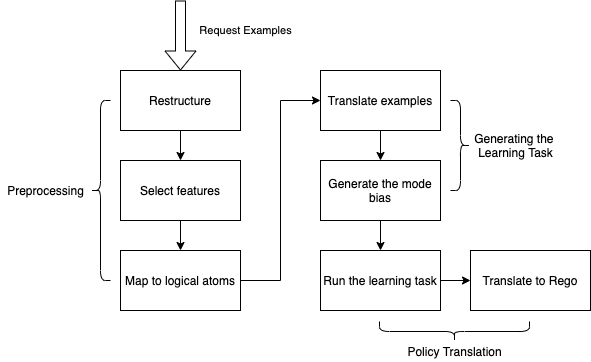 Request Examples
Restructure
Select features
Map to logical atoms
Preprocessing
Translate examples
Generate the mode
bias
Generating the
Learning Task
Run the learning task
Translate to Rego
Policy Translation